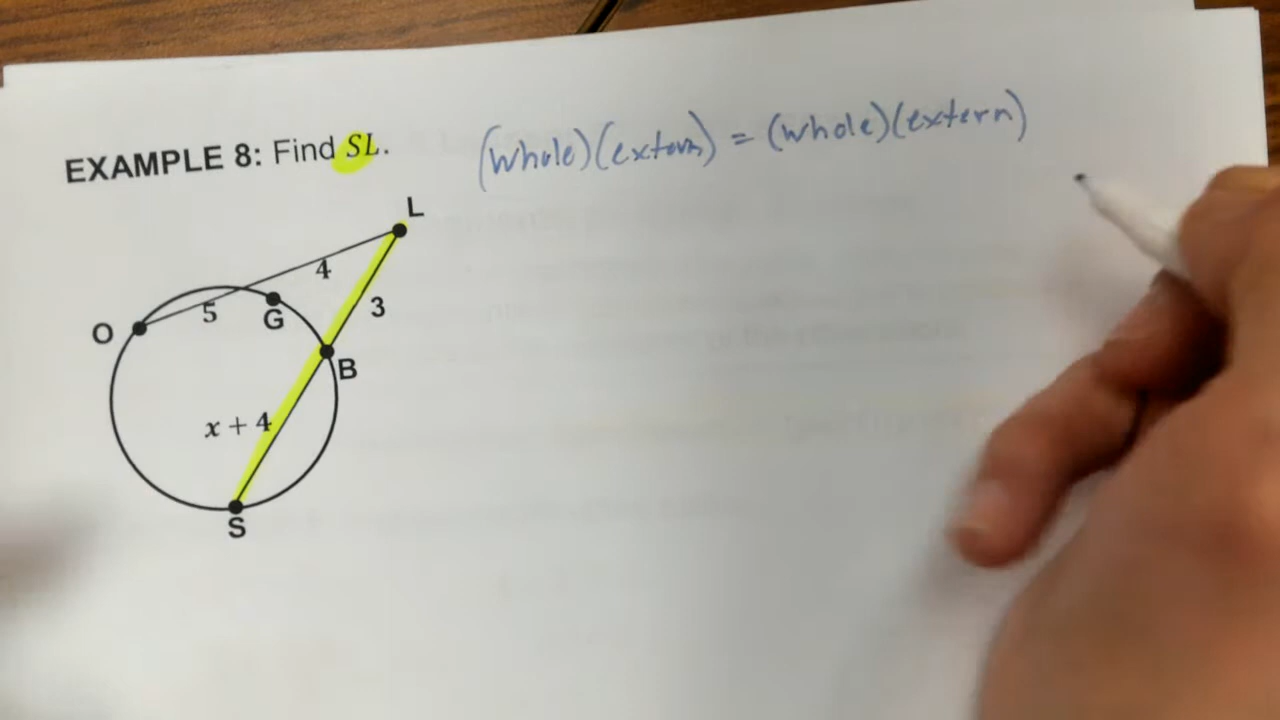 EXAMPLE 8: Find SL.
(whole)(extern) = (whole)(extern)
L
4
5
3
O
G
B
x + 4
S